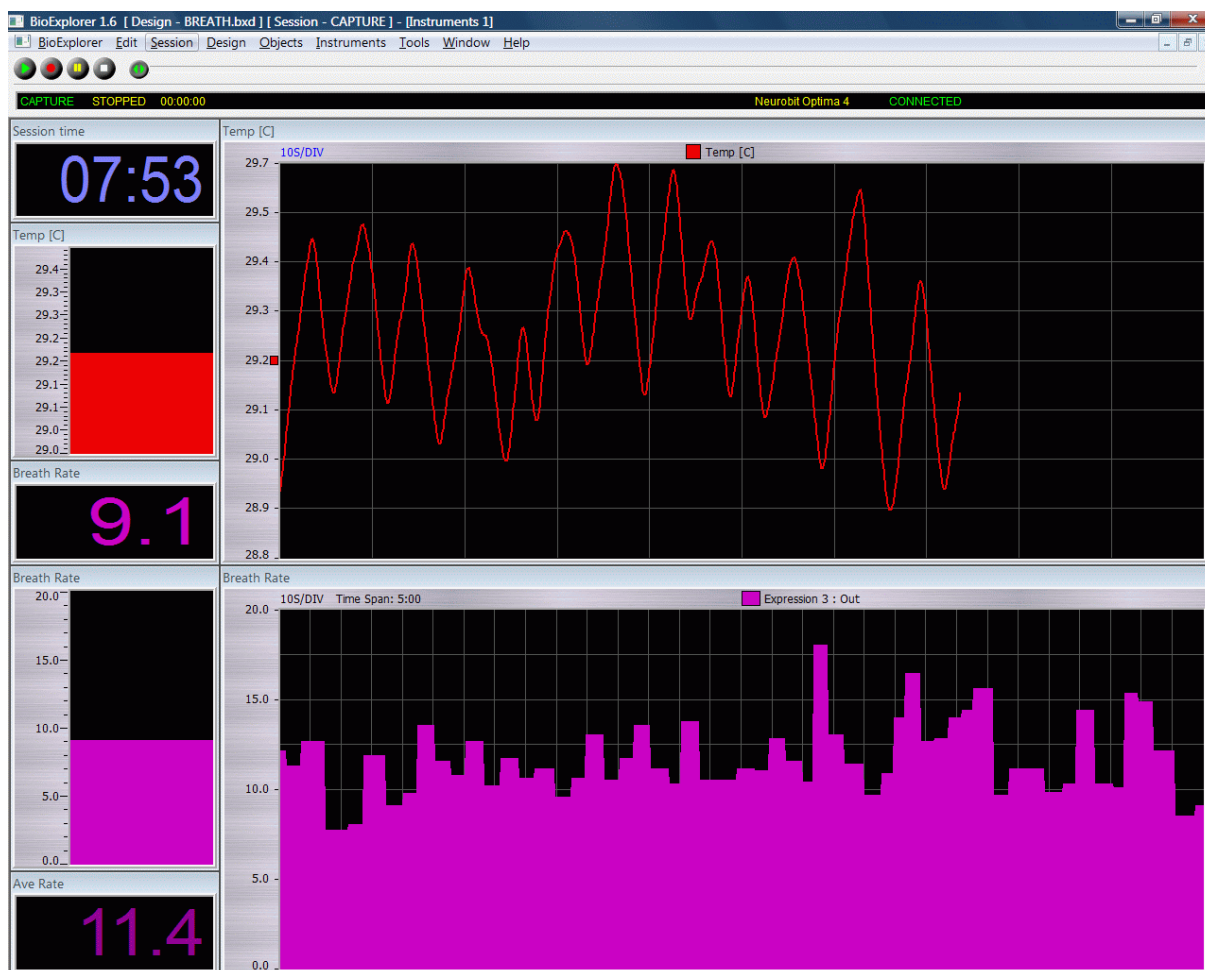 BioExplorer 1.6 [ Design - BREATH.bxd ] [ Session - CAPTURE ] - [Instruments 1]
BioExplorer Edit Session Design Objects Instruments Tools Window Help
CAPTURE STOPPED 00:00:00 Neurobit Optima 4 CONNECTED
Session time
07:53
Temp [C]
29.4
29.3
29.3
29.2
29.2
29.1
29.1
29.0
29.0
Breath Rate
9.1
Breath Rate
20.0
15.0
10.0
5.0
0.0
Ave Rate
11.4
Temp [C]
10S/DIV Temp [C]
29.7
29.5
29.4
29.3
29.2
29.1
29.0
28.9
28.8
Breath Rate
10S/DIV Time Span: 5:00 Expression 3 : Out
20.0
15.0
10.0
5.0
0.0